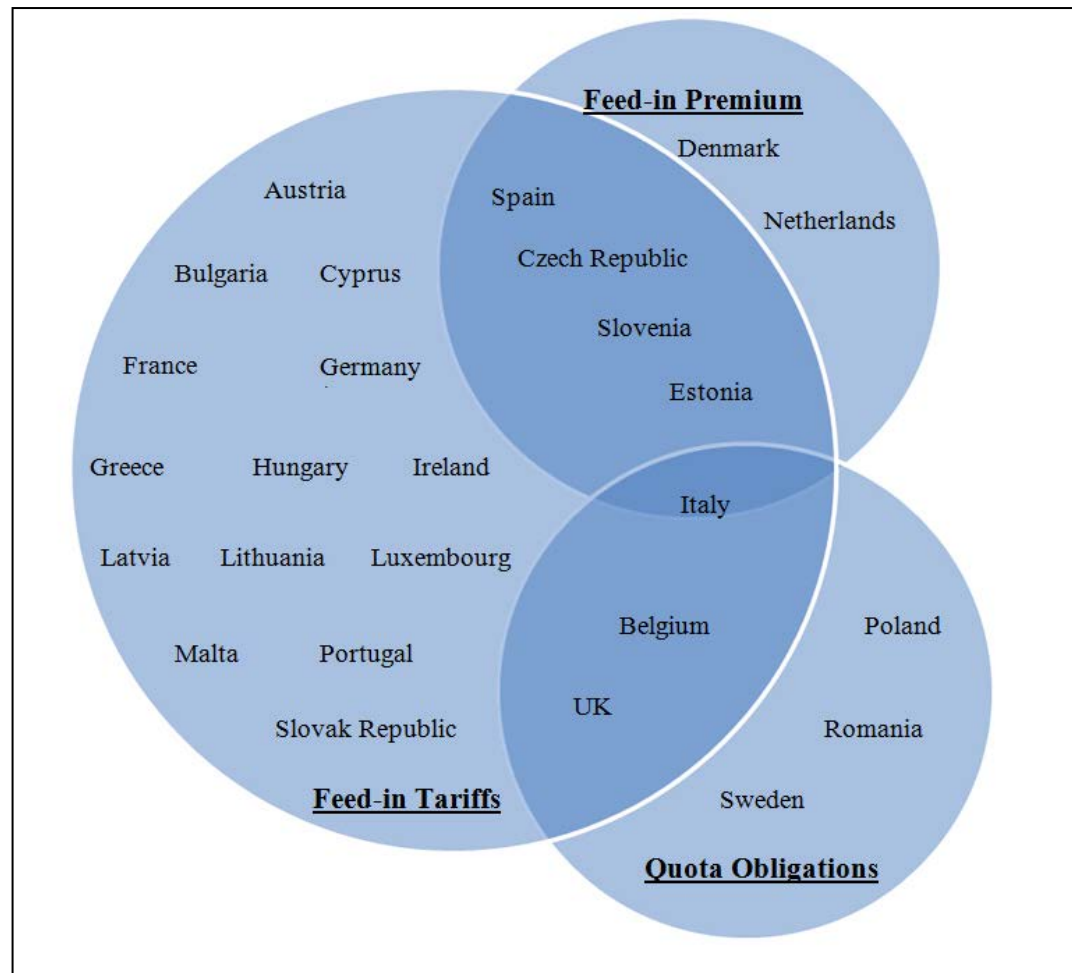 Feed-in Premium
Denmark
Austria
Spain
Netherlands
Czech Republic
Bulgaria
Cyprus
Slovenia
France
Germany
Estonia
Greece
Hungary
Ireland
Italy
Latvia
Lithuania
Luxembourg
Belgium
Poland
Malta
Portugal
UK
Slovak Republic
Romania
Feed-in Tariffs
Sweden
Quota Obligations